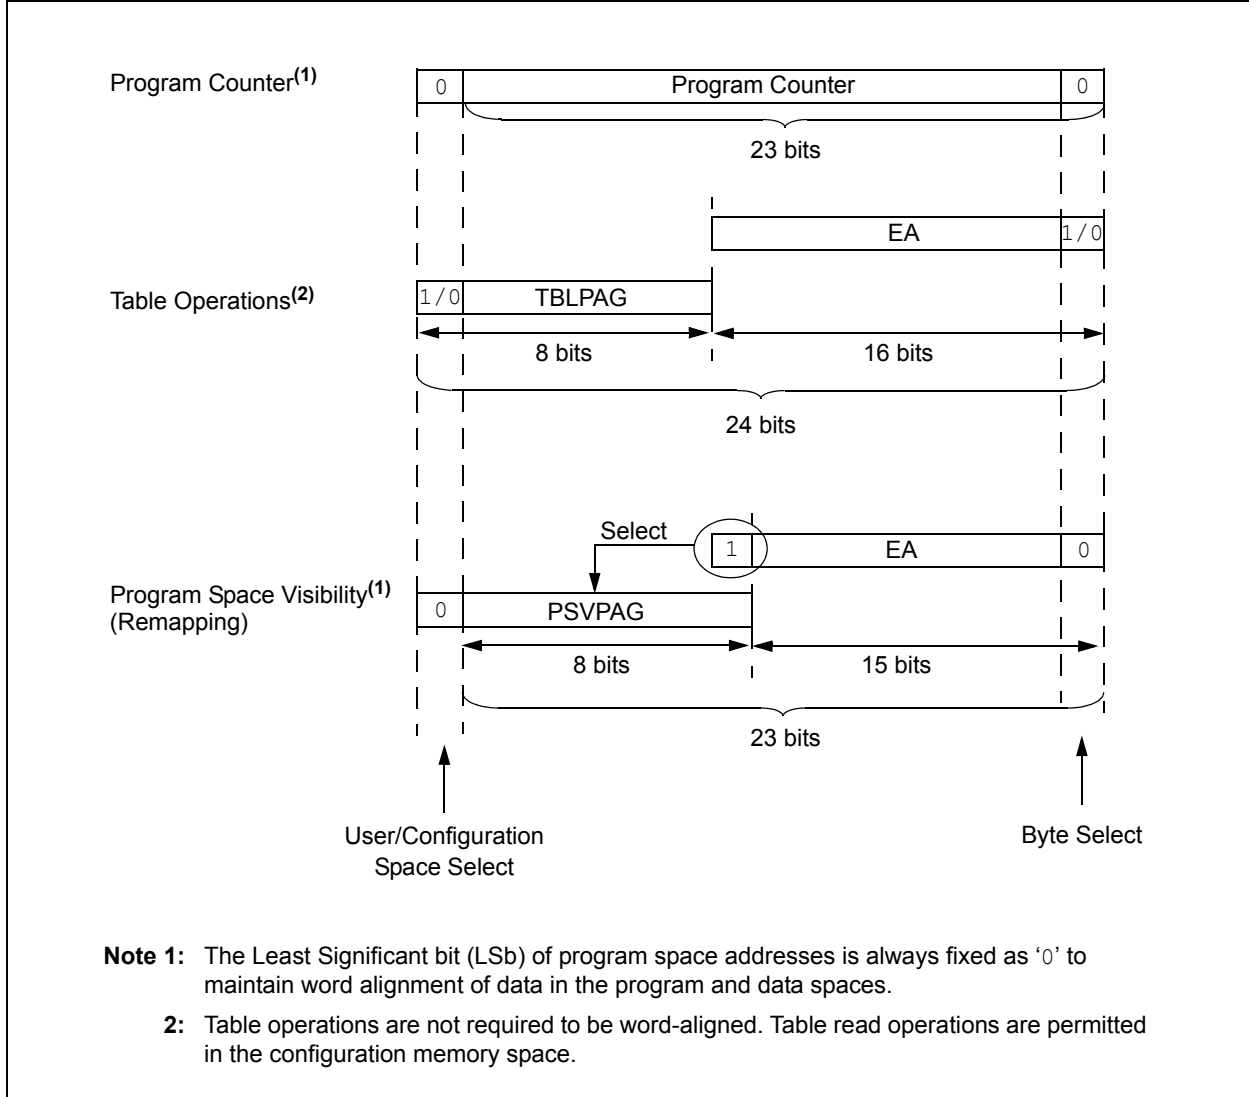 Program Counter(1)
0
Program Counter
0
23 bits
EA
1/0
Table Operations(2)
1/0
TBLPAG
8 bits
16 bits
24 bits
Select
1
EA
0
Program Space Visibility(1)
(Remapping)
0
PSVPAG
8 bits
15 bits
23 bits
User/Configuration
Space Select
Byte Select
Note 1: The Least Significant bit (LSb) of program space addresses is always fixed as ‘0’ to
maintain word alignment of data in the program and data spaces.
2: Table operations are not required to be word-aligned. Table read operations are permitted
in the configuration memory space.